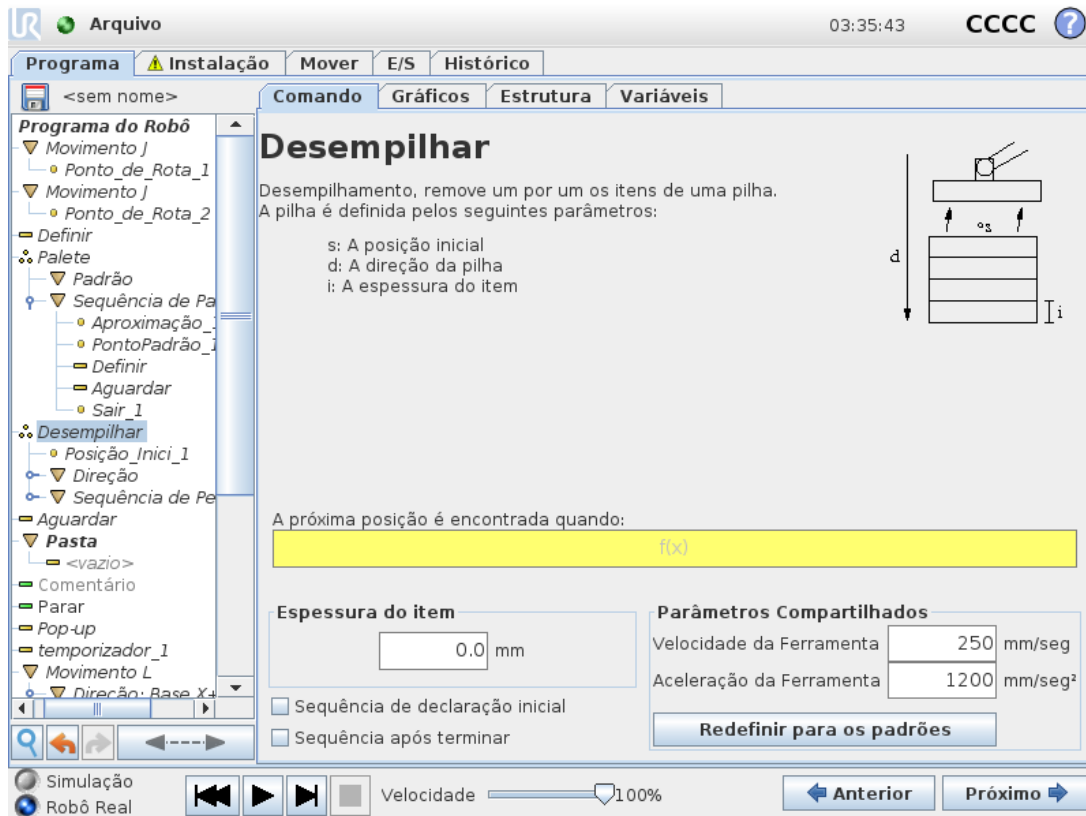 UR Arquivo 03:35:43 CCCC ?
Programa Instalação Mover E/S Histórico
<sem nome> Comando Gráficos Estrutura Variáveis
Programa do Robô
Movimento J
Ponto_de_Rota_1
Movimento J
Ponto_de_Rota_2
Definir
Palete
Padrão
Sequência de Pa
Aproximação_1
PontoPadrão_1
Definir
Aguardar
Sair_1
Desempilhar
Posição_Inici_1
Direção
Sequência de Pe
Aguardar
Pasta
<vazio>
Comentário
Parar
Pop-up
temporizador_1
Movimento L
Direção: Base X+
Desempilhar
Desempilhamento, remove um por um os itens de uma pilha.
A pilha é definida pelos seguintes parâmetros:
s: A posição inicial
d: A direção da pilha
i: A espessura do item
s
d
i
A próxima posição é encontrada quando:
f(x)
Espessura do item
0.0 mm
Sequência de declaração inicial
Sequência após terminar
Parâmetros Compartilhados
Velocidade da Ferramenta 250 mm/seg
Aceleração da Ferramenta 1200 mm/seg²
Redefinir para os padrões
Simulação
Robô Real
Velocidade 100%
Anterior Próximo